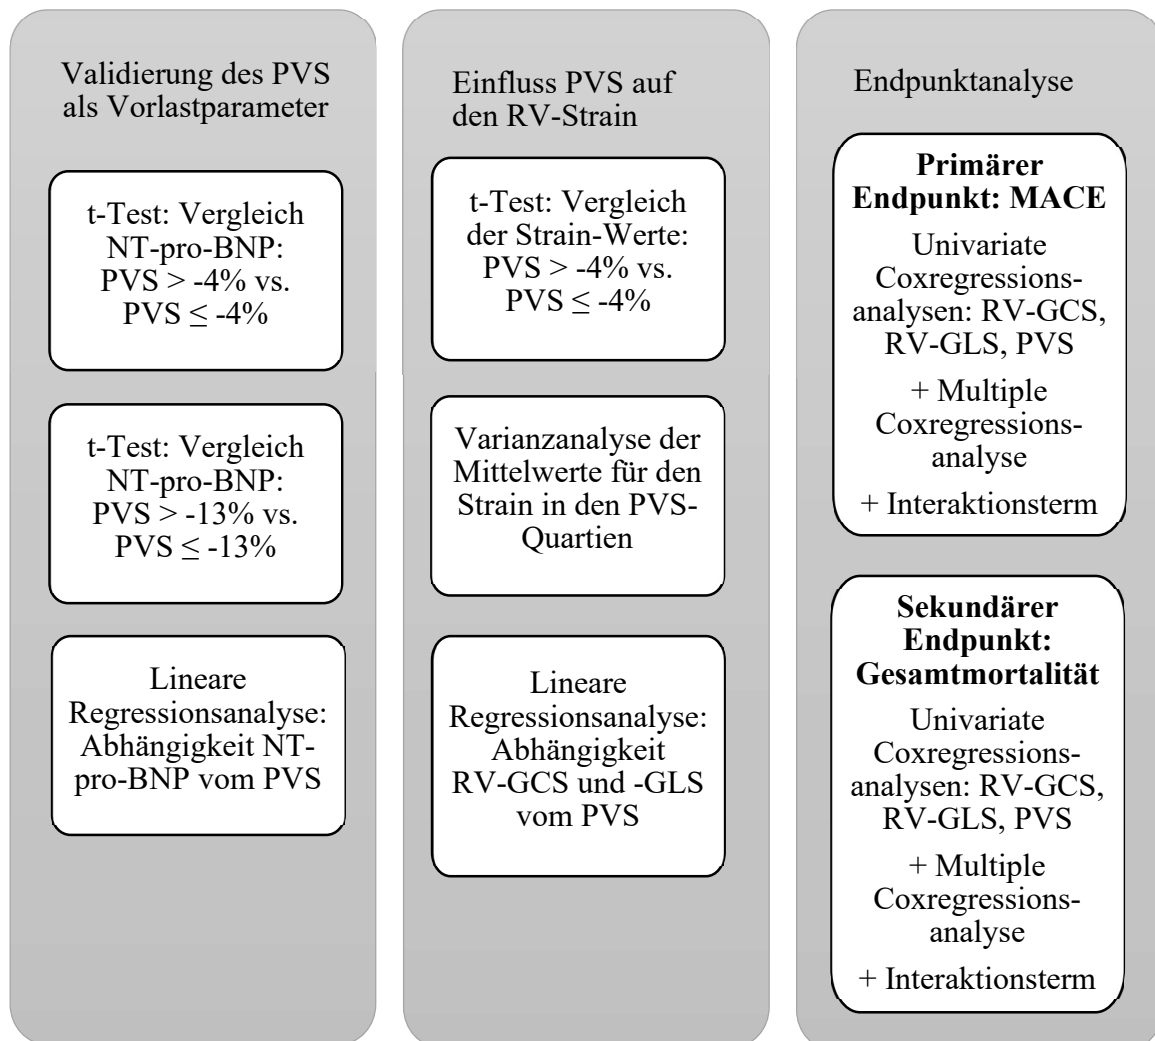 Validierung des PVS
als Vorlastparameter
t-Test: Vergleich
NT-pro-BNP:
PVS > -4% vs.
PVS ≤ -4%
t-Test: Vergleich
NT-pro-BNP:
PVS > -13% vs.
PVS ≤ -13%
Lineare
Regressionsanalyse:
Abhängigkeit NT-
pro-BNP vom PVS
Einfluss PVS auf
den RV-Strain
t-Test: Vergleich
der Strain-Werte:
PVS > -4% vs.
PVS ≤ -4%
Varianzanalyse der
Mittelwerte für den
Strain in den PVS-
Quartien
Lineare
Regressionsanalyse:
Abhängigkeit
RV-GCS und -GLS
vom PVS
Endpunktanalyse
Primärer
Endpunkt: MACE
Univariate
Coxregressions-
analysen: RV-GCS,
RV-GLS, PVS
+ Multiple
Coxregressions-
analyse
+ Interaktionsterm
Sekundärer
Endpunkt:
Gesamtmortalität
Univariate
Coxregressions-
analysen: RV-GCS,
RV-GLS, PVS
+ Multiple
Coxregressions-
analyse
+ Interaktionsterm